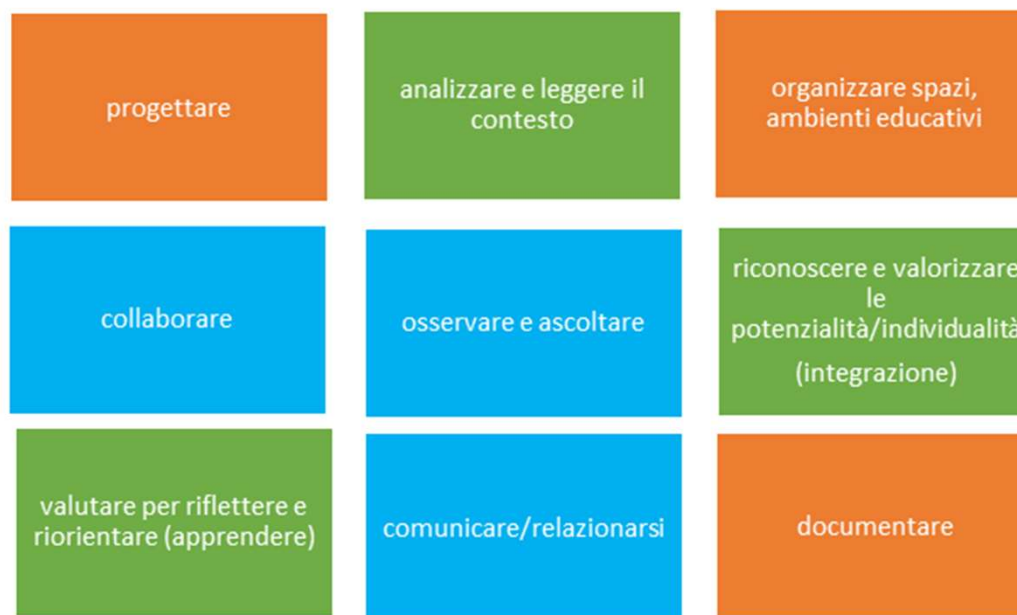 progettare
analizzare e leggere il
contesto
organizzare spazi,
ambienti educativi
collaborare
osservare e ascoltare
riconoscere e valorizzare
le
potenzialità/individualità
(integrazione)
valutare per riflettere e
riorientare (apprendere)
comunicare/relazionarsi
documentare